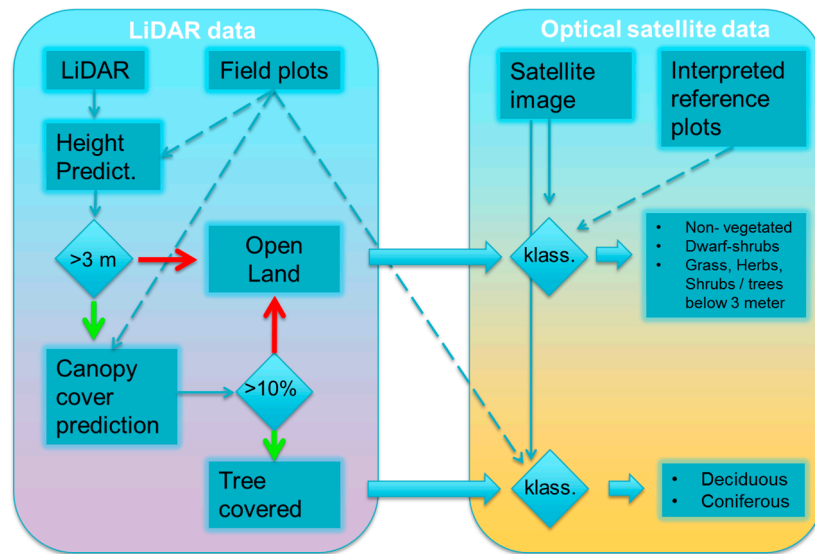 LiDAR data
LiDAR
Field plots
Height
Predict.
>3 m
Open
Land
Canopy
cover
prediction
>10%
Tree
covered
Optical satellite data
Satellite
image
Interpreted
reference
plots
klass.
• Non- vegetated
• Dwarf-shrubs
• Grass, Herbs,
Shrubs / trees
below 3 meter
klass.
• Deciduous
• Coniferous